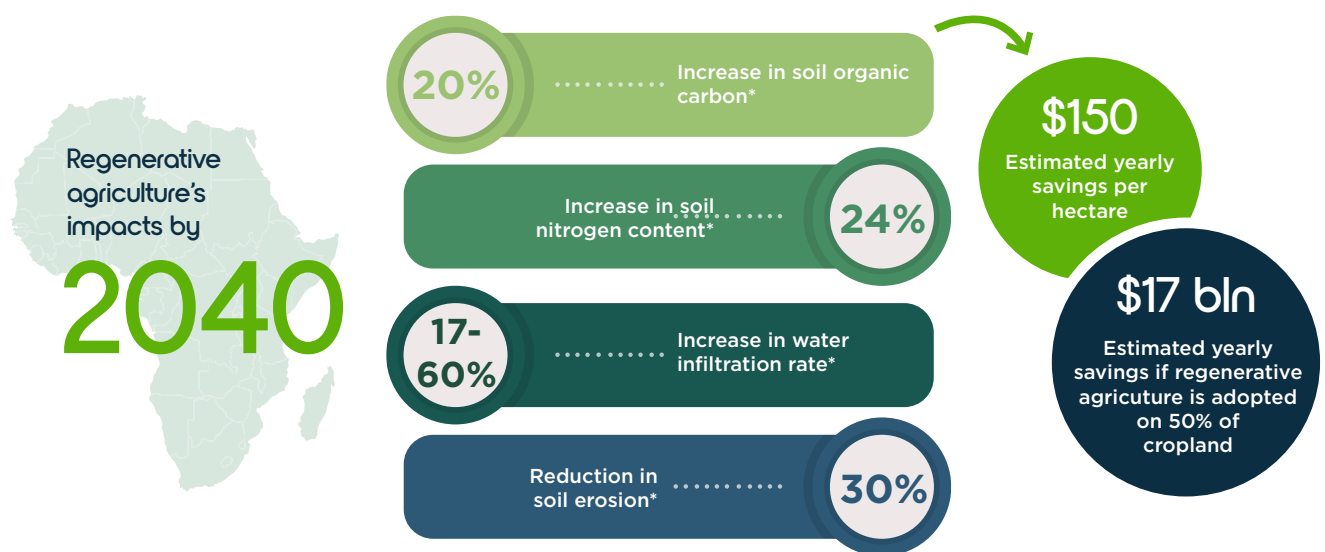 Regenerative
agriculture's
impacts by
2040
20%
Increase in soil organic
carbon*
Increase in soil
nitrogen content*
24%
17-
60%
Increase in water
infiltration rate*
Reduction in
soil erosion*
30%
$150
Estimated yearly
savings per
hectare
$17 bln
Estimated yearly
savings if regenerative
agricuture is adopted
on 50% of
cropland